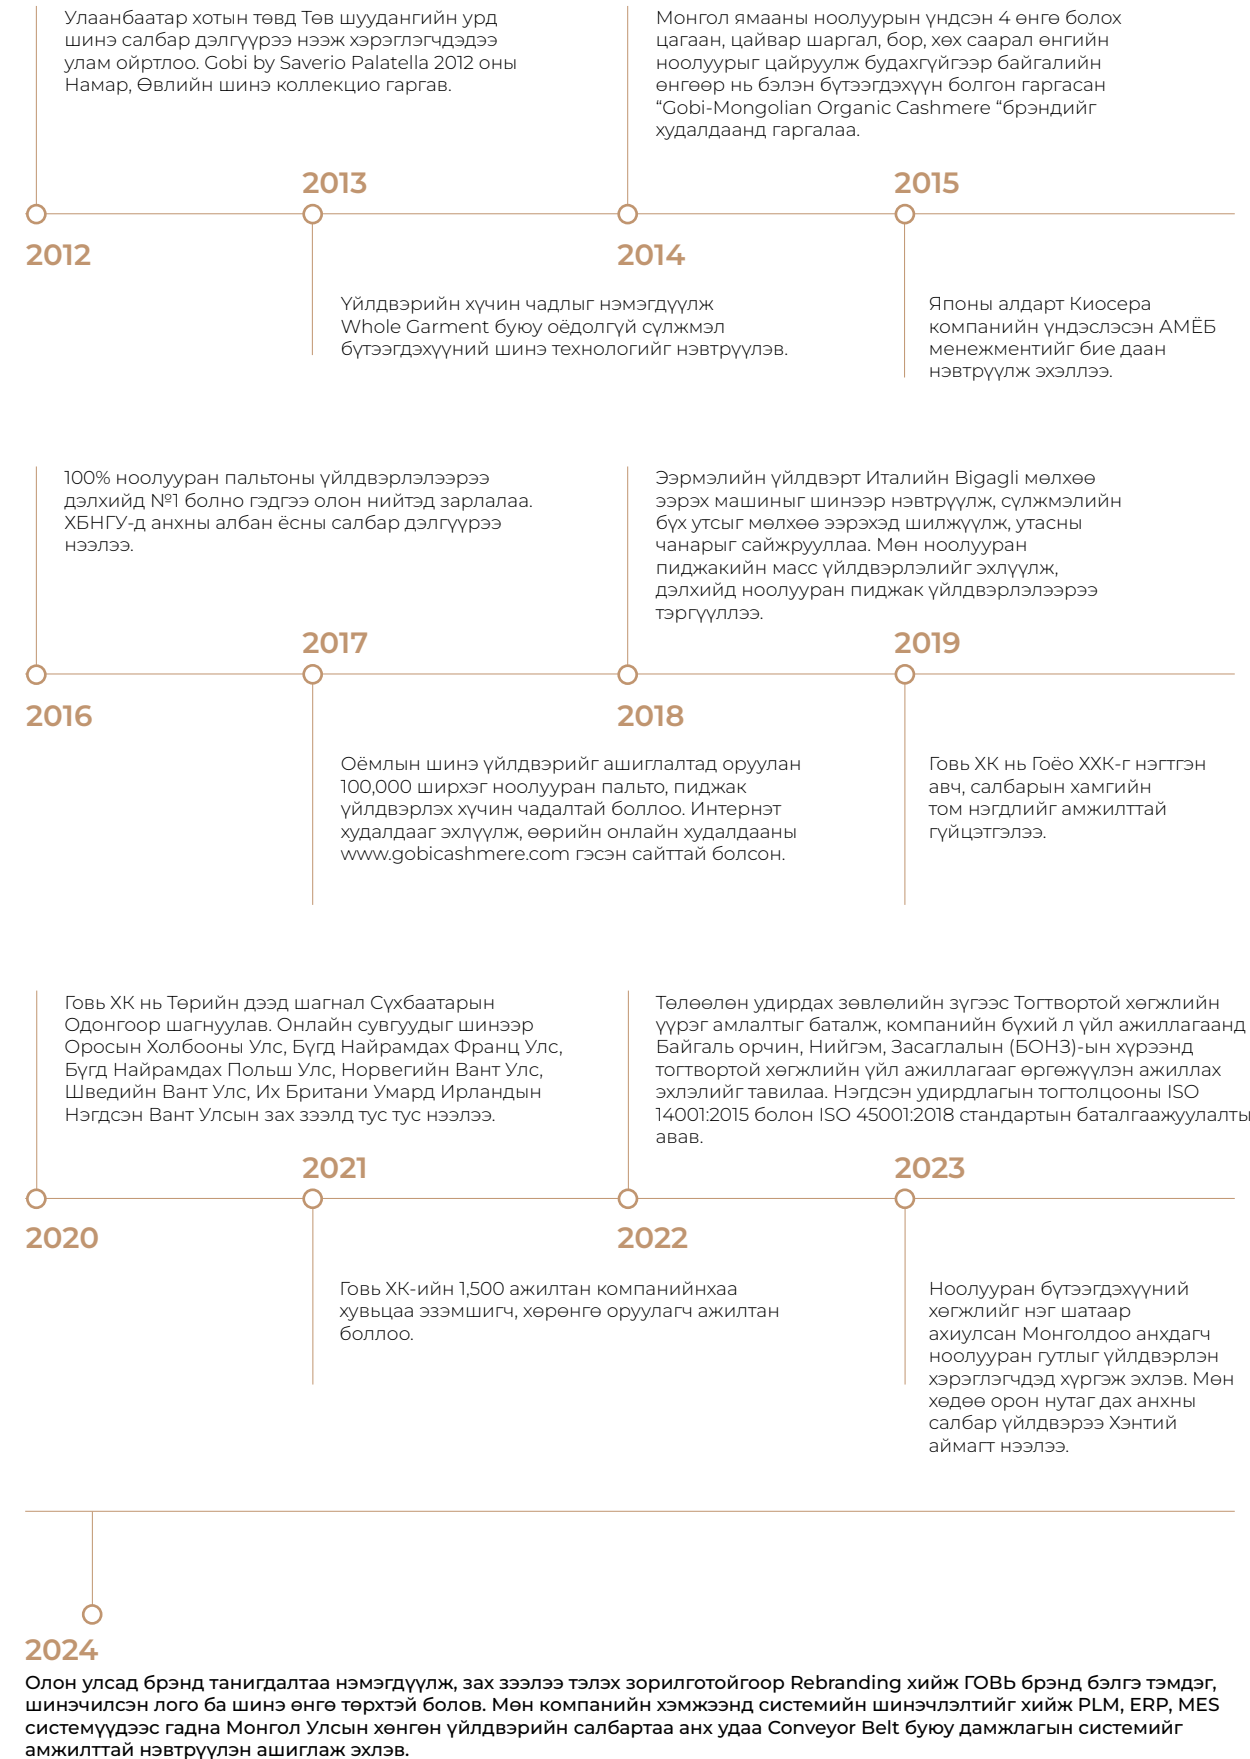 Улаанбаатар хотын төвд Төв шуудангийн урд
шинэ салбар дэлгүүрээ нээж хэрэглэгчдэдээ
улам ойртлоо. Gobi by Saverio Palatella 2012 оны
Намар, Өвлийн шинэ коллекцио гаргав.
2012
2013
Үйлдвэрийн хүчин чадлыг нэмэгдүүлж
Whole Garment буюу оёдолгүй сүлжмэл
бүтээгдэхүүний шинэ технологийг нэвтрүүлэв.
Монгол ямааны ноолуурын үндсэн 4 өнгө болох
цагаан, цайвар шаргал, бор, хөх саарал өнгийн
ноолуурыг цайруулж будахгүйгээр байгалийн
өнгөөр нь бэлэн бүтээгдэхүүн болгон гаргасан
“Gobi-Mongolian Organic Cashmere “брэндийг
худалдаанд гаргалаа.
2014
2015
Японы алдарт Киосера
компанийн үндэслэсэн АМЁБ
менежментийг бие даан
нэвтрүүлж эхэллээ.
100% ноолууран пальтоны үйлдвэрлэлээрээ
дэлхийд №1 болно гэдгээ олон нийтэд зарлалаа.
ХБНГУ-д анхны албан ёсны салбар дэлгүүрээ
нээлээ.
2016
2017
Оёмлын шинэ үйлдвэрийг ашиглалтад оруулан
100,000 ширхэг ноолууран пальто, пиджак
үйлдвэрлэх хүчин чадалтай боллоо. Интернэт
худалдааг эхлүүлж, өөрийн онлайн худалдааны
www.gobicashmere.com гэсэн сайттай болсон.
Ээрмэлийн үйлдвэрт Италийн Bigagli мөлхөө
ээрэх машиныг шинээр нэвтрүүлж, сүлжмэлийн
бүх утсыг мөлхөө ээрэхэд шилжүүлж, утасны
чанарыг сайжрууллаа. Мөн ноолууран
пиджакийн масс үйлдвэрлэлийг эхлүүлж,
дэлхийд ноолууран пиджак үйлдвэрлэлээрээ
тэргүүллээ.
2018
2019
Говь ХК нь Гоёо ХХК-г нэгтгэн
авч, салбарын хамгийн
том нэгдлийг амжилттай
гүйцэтгэлээ.
Говь ХК нь Төрийн дээд шагнал Сүхбаатарын
Одонгоор шагнуулав. Онлайн сувгуудыг шинээр
Оросын Холбооны Улс, Бүгд Найрамдах Франц Улс,
Бүгд Найрамдах Польш Улс, Норвегийн Вант Улс,
Шведийн Вант Улс, Их Британи Умард Ирландын
Нэгдсэн Вант Улсын зах зээлд тус тус нээлээ.
2020
2021
Говь ХК-ийн 1,500 ажилтан компанийнхаа
хувьцаа эзэмшигч, хөрөнгө оруулагч ажилтан
боллоо.
Төлөөлөн удирдах зөвлөлийн зүгээс Тогтвортой хөгжлийн
үүрэг амлалтыг баталж, компанийн бүхий л үйл ажиллагаанд
Байгаль орчин, Нийгэм, Засаглалын (БОНЗ)-ын хүрээнд
тогтвортой хөгжлийн үйл ажиллагааг өргөжүүлэн ажиллах
эхлэлийг тавилаа. Нэгдсэн удирдлагын тогтолцооны ISO
14001:2015 болон ISO 45001:2018 стандартын баталгаажуулалты
авав.
2022
2023
Ноолууран бүтээгдэхүүний
хөгжлийг нэг шатаар
ахиулсан Монголдоо анхдагч
ноолууран гутлыг үйлдвэрлэн
хэрэглэгчдэд хүргэж эхлэв. Мөн
хөдөө орон нутаг дах анхны
салбар үйлдвэрээ Хэнтий
аймагт нээлээ.
2024
Олон улсад брэнд танигдалтаа нэмэгдүүлж, зах зээлээ тэлэх зорилготойгоор Rebranding хийж ГОВЬ брэнд бэлгэ тэмдэг,
шинэчилсэн лого ба шинэ өнгө төрхтэй болов. Мөн компанийн хэмжээнд системийн шинэчлэлтийг хийж PLM, ERP, MES
системүүдээс гадна Монгол Улсын хөнгөн үйлдвэрийн салбартаа анх удаа Conveyor Belt буюу дамжлагын системийг
амжилттай нэвтрүүлэн ашиглаж эхлэв.